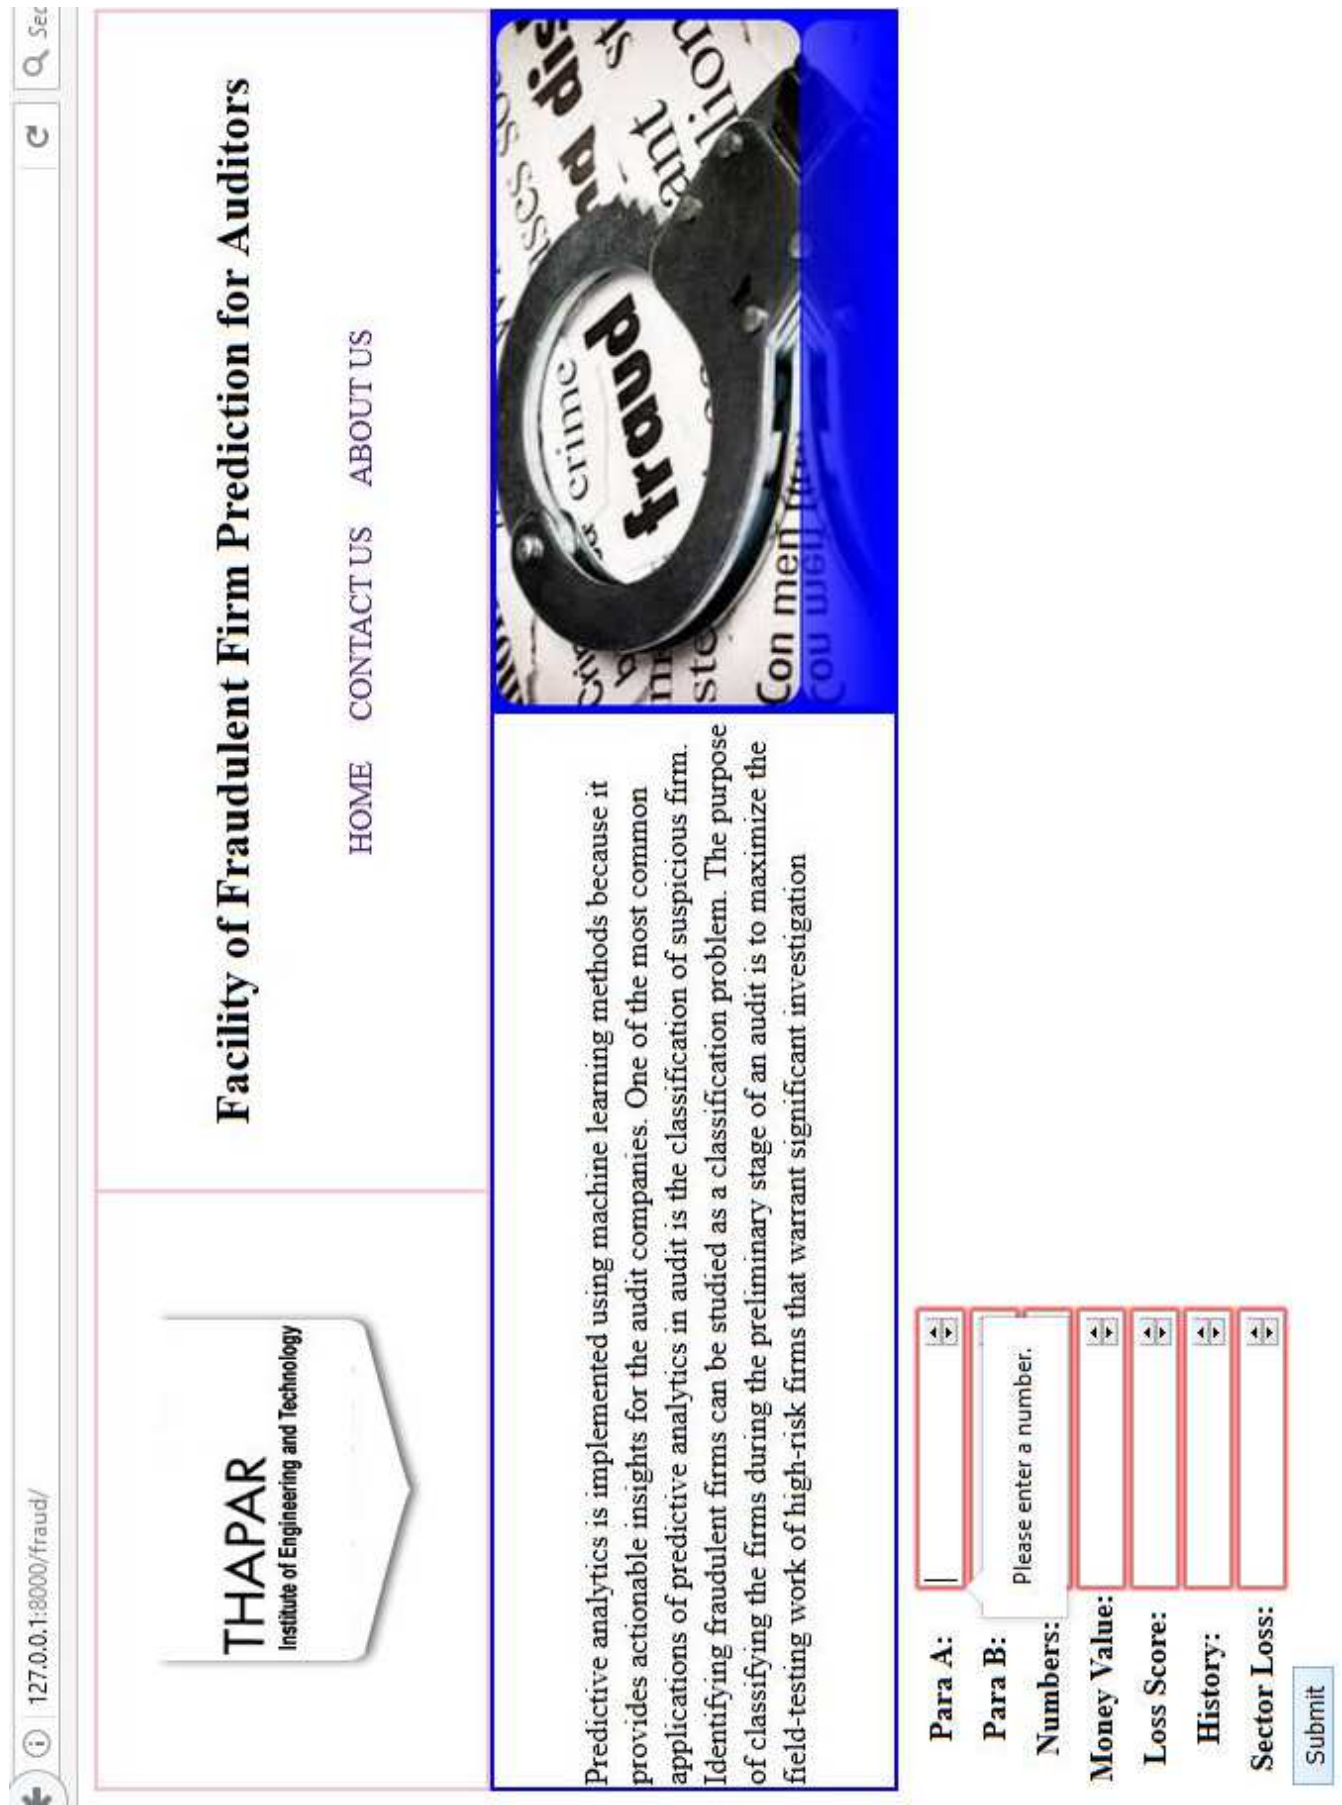 127.0.0.1:8000/fraud/
Sec
THAPAR
Institute of Engineering and Technology
Facility of Fraudulent Firm Prediction for Auditors
HOME CONTACT US ABOUT US
Predictive analytics is implemented using machine learning methods because it
provides actionable insights for the audit companies. One of the most common
applications of predictive analytics in audit is the classification of suspicious firm.
Identifying fraudulent firms can be studied as a classification problem. The purpose
of classifying the firms during the preliminary stage of an audit is to maximize the
field-testing work of high-risk firms that warrant significant investigation
crime
fraud
ant
lion
st
Con men
Para A:
Para B:
Please enter a number.
Numbers:
Money Value:
Loss Score:
History:
Sector Loss:
Submit